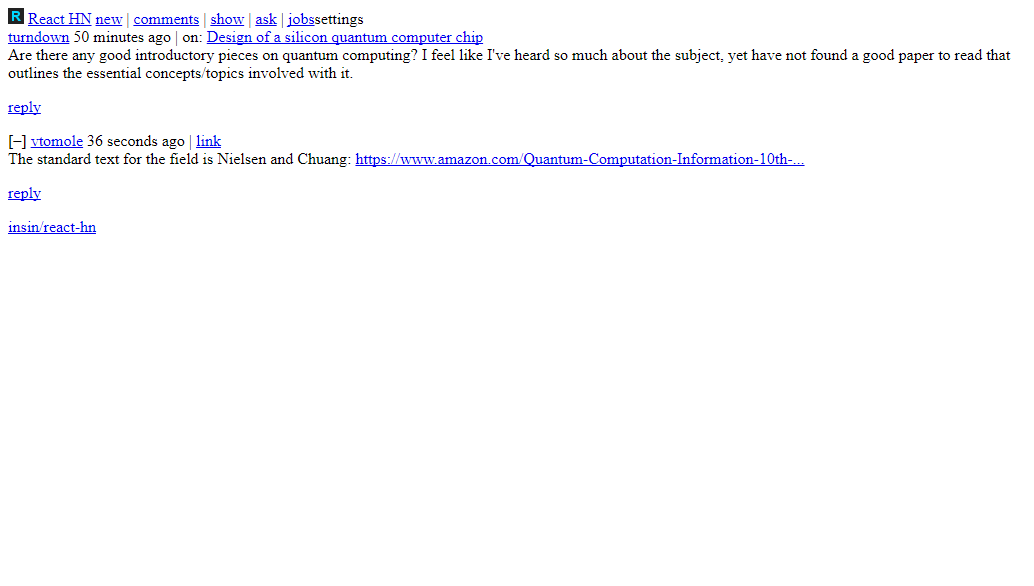 R React HN new | comments | show | ask | jobssettings
turndown 50 minutes ago | on: Design of a silicon quantum computer chip
Are there any good introductory pieces on quantum computing? I feel like I've heard so much about the subject, yet have not found a good paper to read that
outlines the essential concepts/topics involved with it.
reply
[–] vtomole 36 seconds ago | link
The standard text for the field is Nielsen and Chuang: https://www.amazon.com/Quantum-Computation-Information-10th-...
reply
insin/react-hn